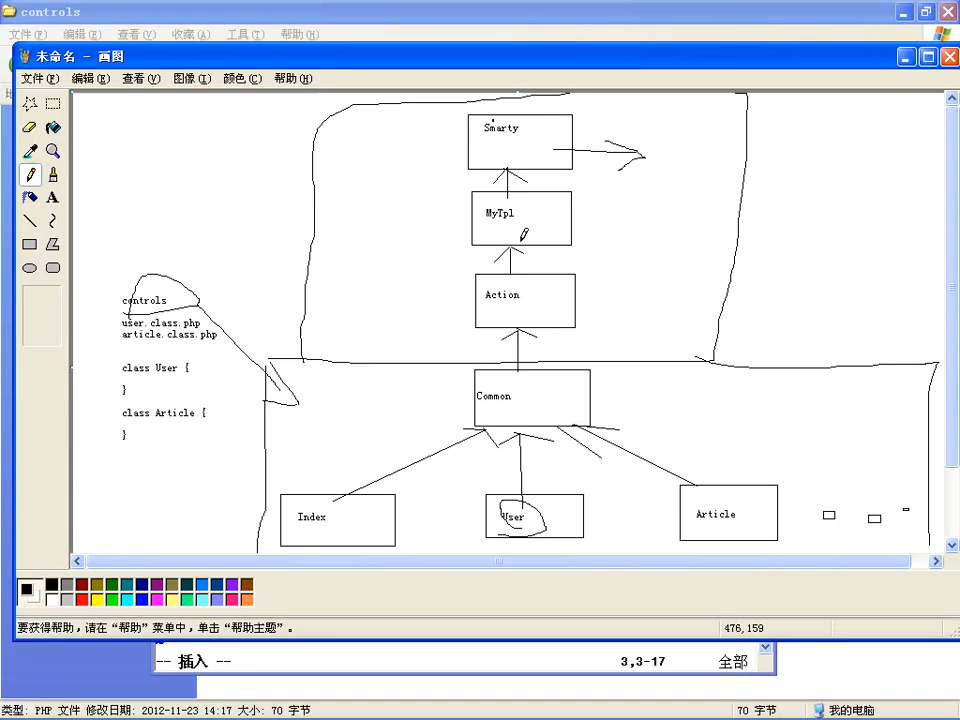 controls
文件(F) 编辑(E) 查看(V) 收藏(A) 工具(T) 帮助(H)
未命名 - 画图
文件(F) 编辑(E) 查看(V) 图像(I) 颜色(C) 帮助(H)
Smarty
MyTpl
Action
controls
user.class.php
article.class.php
class User {
}
class Article {
}
Common
Index
User
Article
要获得帮助，请在“帮助”菜单中，单击“帮助主题”。
476,159
-- 插入 --
3,3-17
全部
类型: PHP 文件 修改日期: 2012-11-23 14:17 大小: 70 字节
70 字节
我的电脑